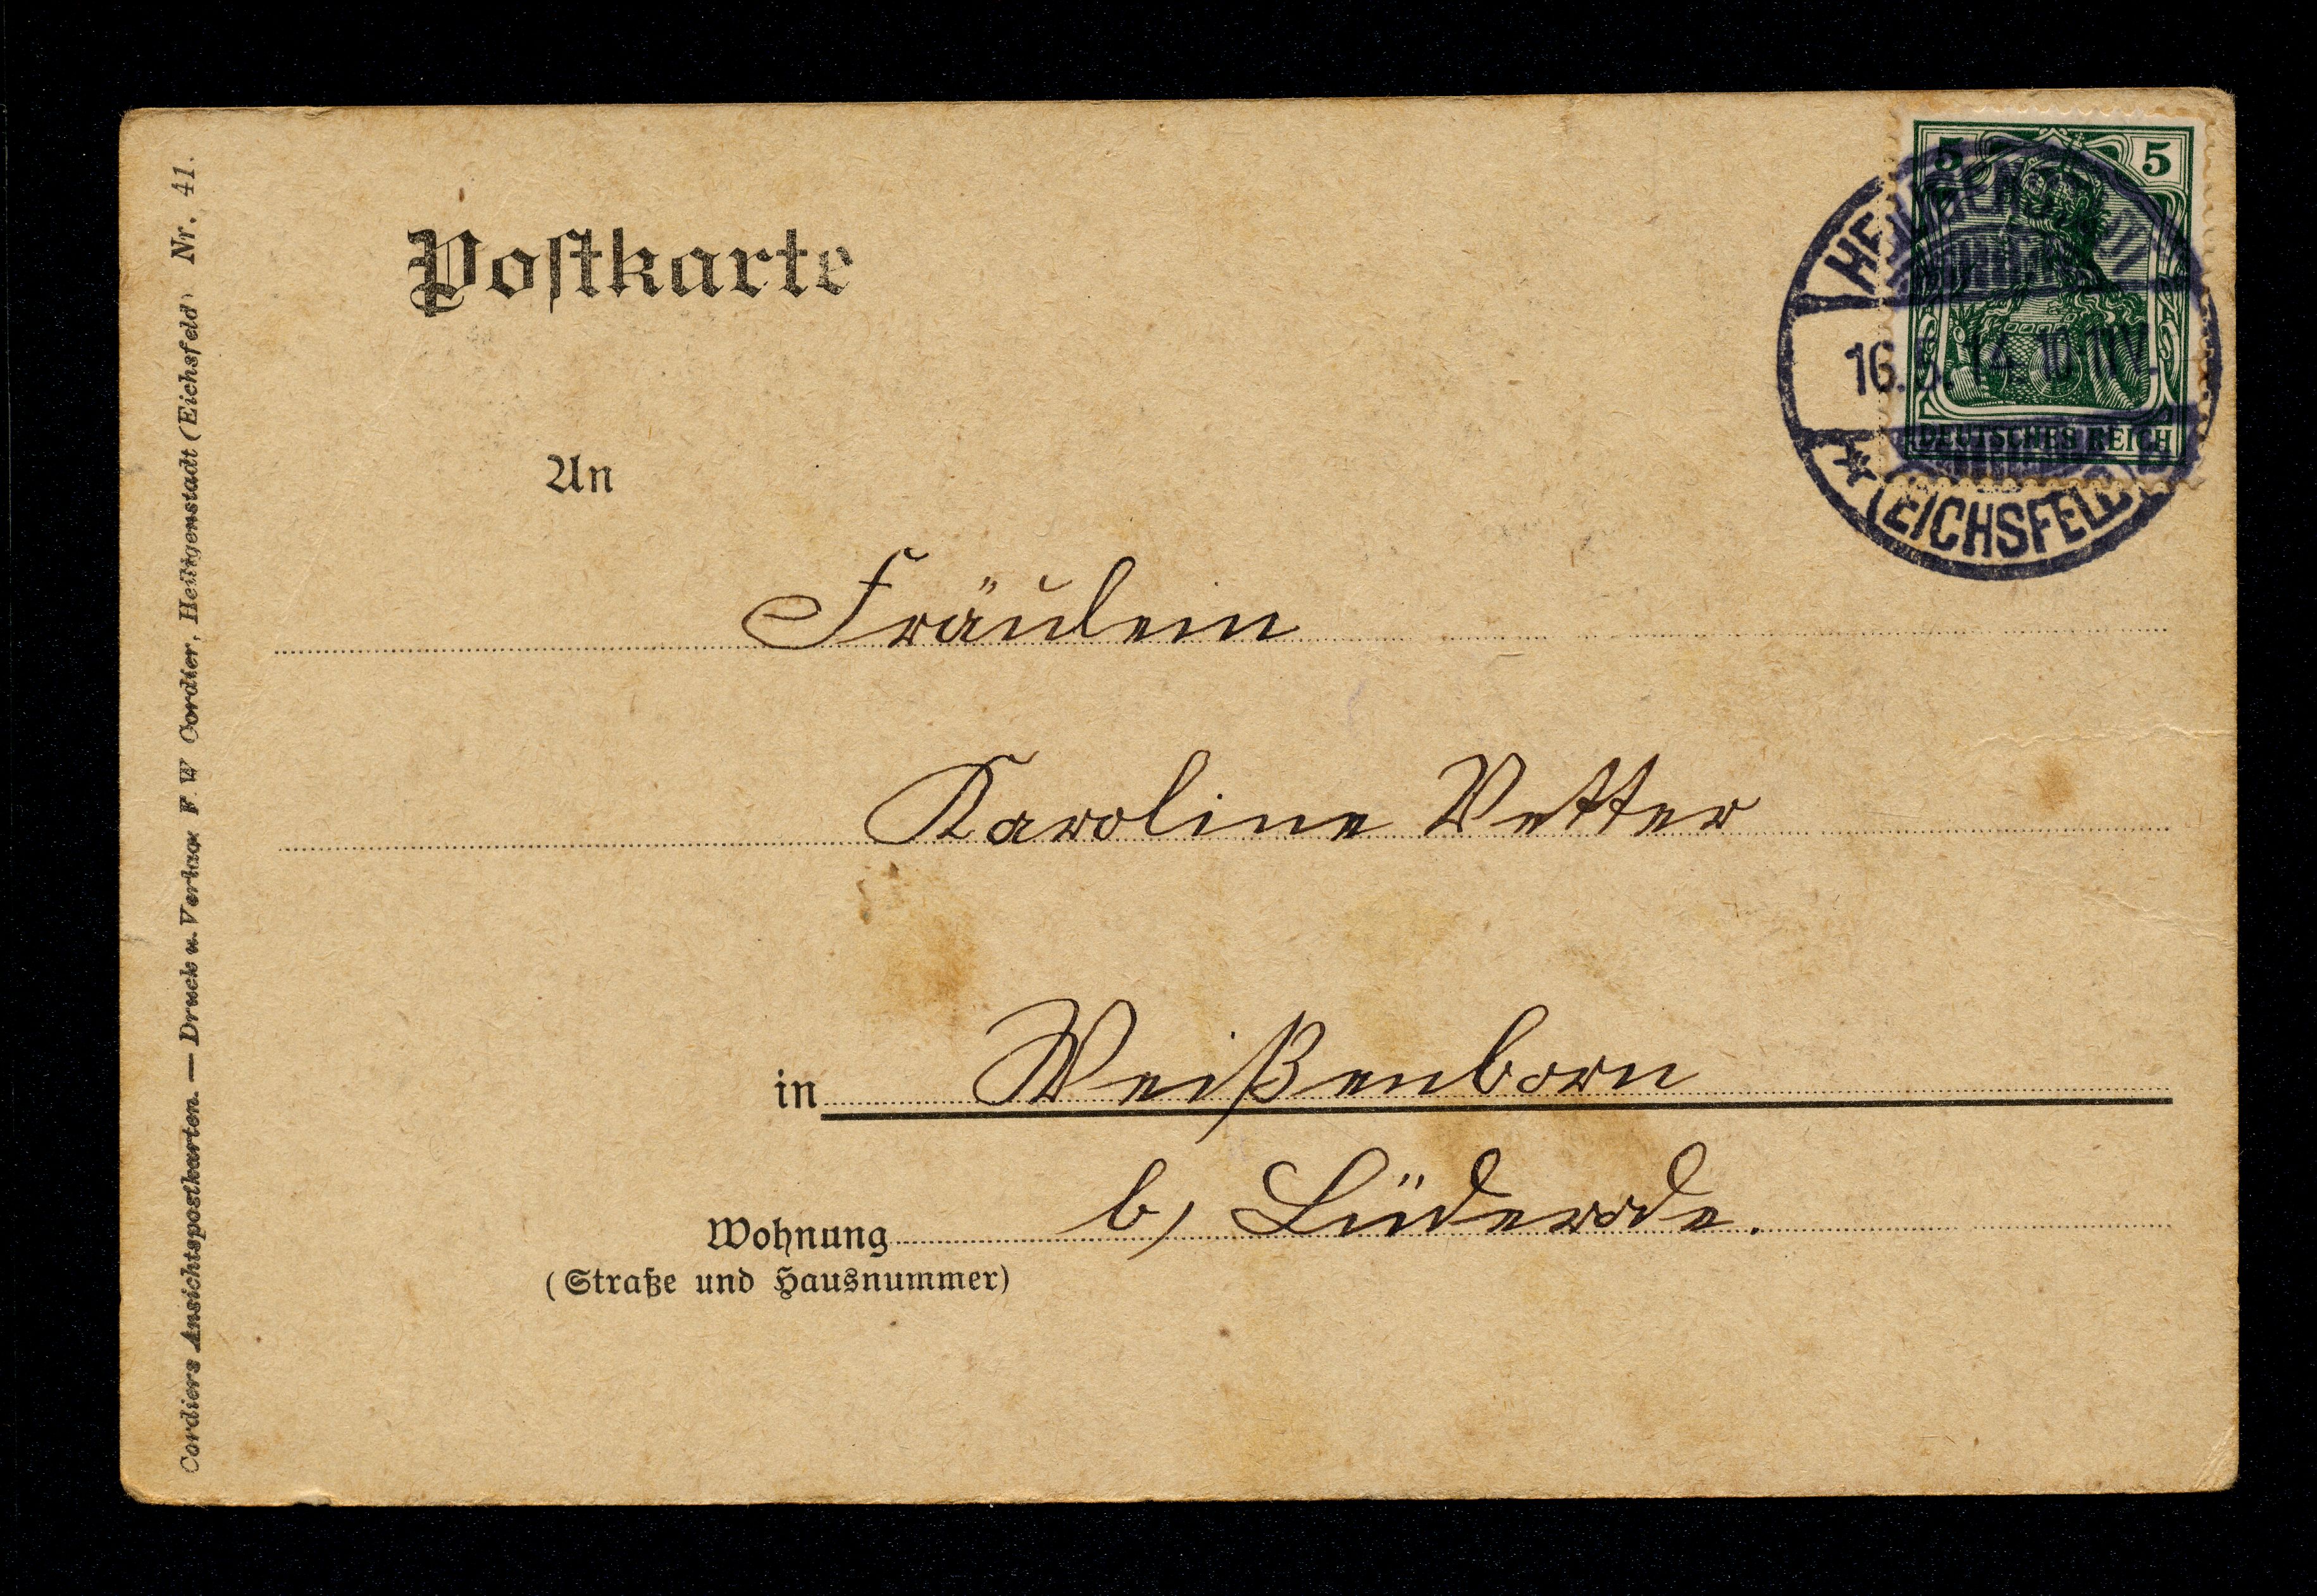 Postkarte
An
Fräulein
Karoline Vetter
in Weißenborn
Wohnung b/ Lüderode.
(Straße und Hausnummer)
Cordiers Ansichtspostkarten. — Druck u. Verlag F. W Cordier, Heiligenstadt (Eichsfeld) Nr. 41.
5 5
DEUTSCHES REICH
HEILIGENSTADT
16.5.14. 10-11V.
* (EICHSFELD)